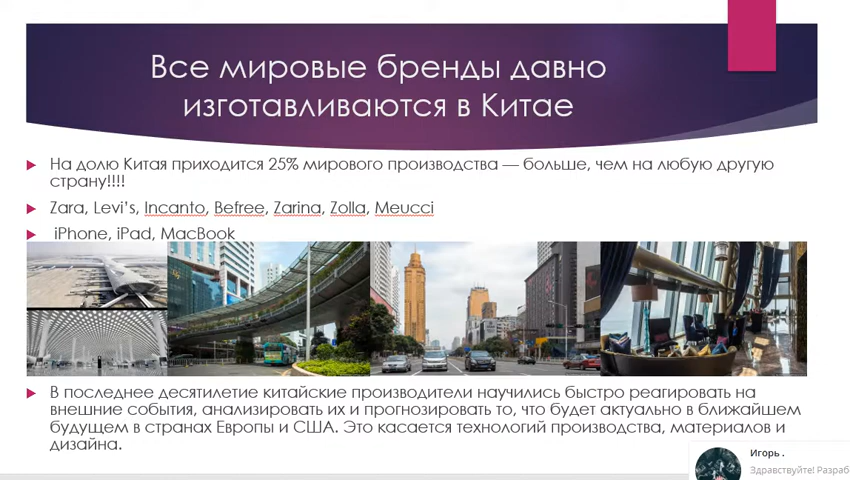 Все мировые бренды давно
изготавливаются в Китае
На долю Китая приходится 25% мирового производства — больше, чем на любую другую
страну!!!!
Zara, Levi's, Incanto, Befree, Zarina, Zolla, Meucci
iPhone, iPad, MacBook
В последнее десятилетие китайские производители научились быстро реагировать на
внешние события, анализировать их и прогнозировать то, что будет актуально в ближайшем
будущем в странах Европы и США. Это касается технологий производства, материалов и
дизайна.
Игорь .
Здравствуйте! Разраб